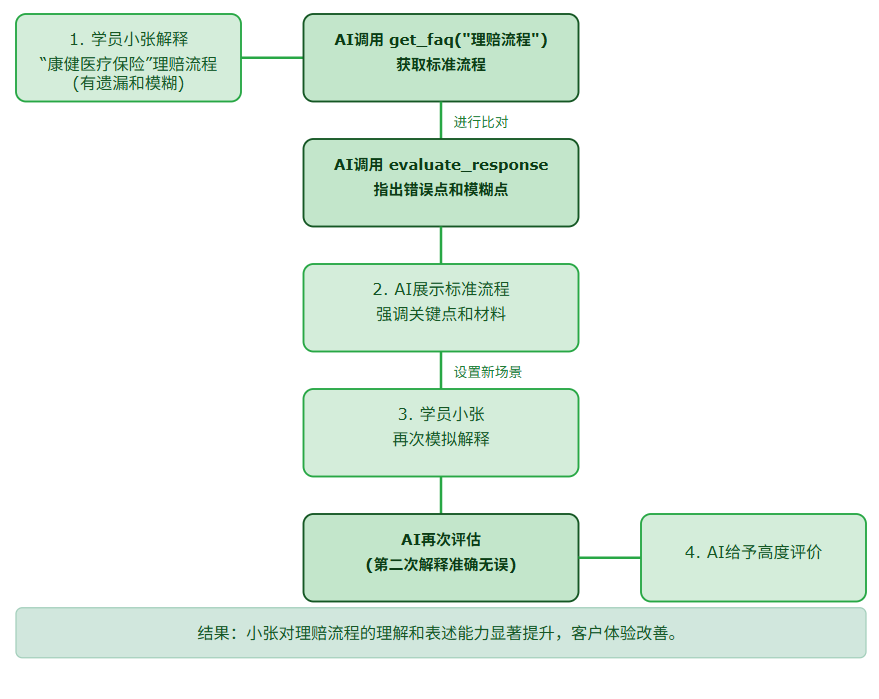 1. 学员小张解释
“康健医疗保险”理赔流程
(有遗漏和模糊)
AI调用 get_faq("理赔流程")
获取标准流程
进行比对
AI调用 evaluate_response
指出错误点和模糊点
2. AI展示标准流程
强调关键点和材料
设置新场景
3. 学员小张
再次模拟解释
AI再次评估
(第二次解释准确无误)
4. AI给予高度评价
结果：小张对理赔流程的理解和表述能力显著提升，客户体验改善。